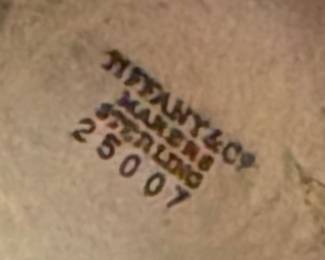 TIFFANY & Co
MAKERS
STERLING
25007